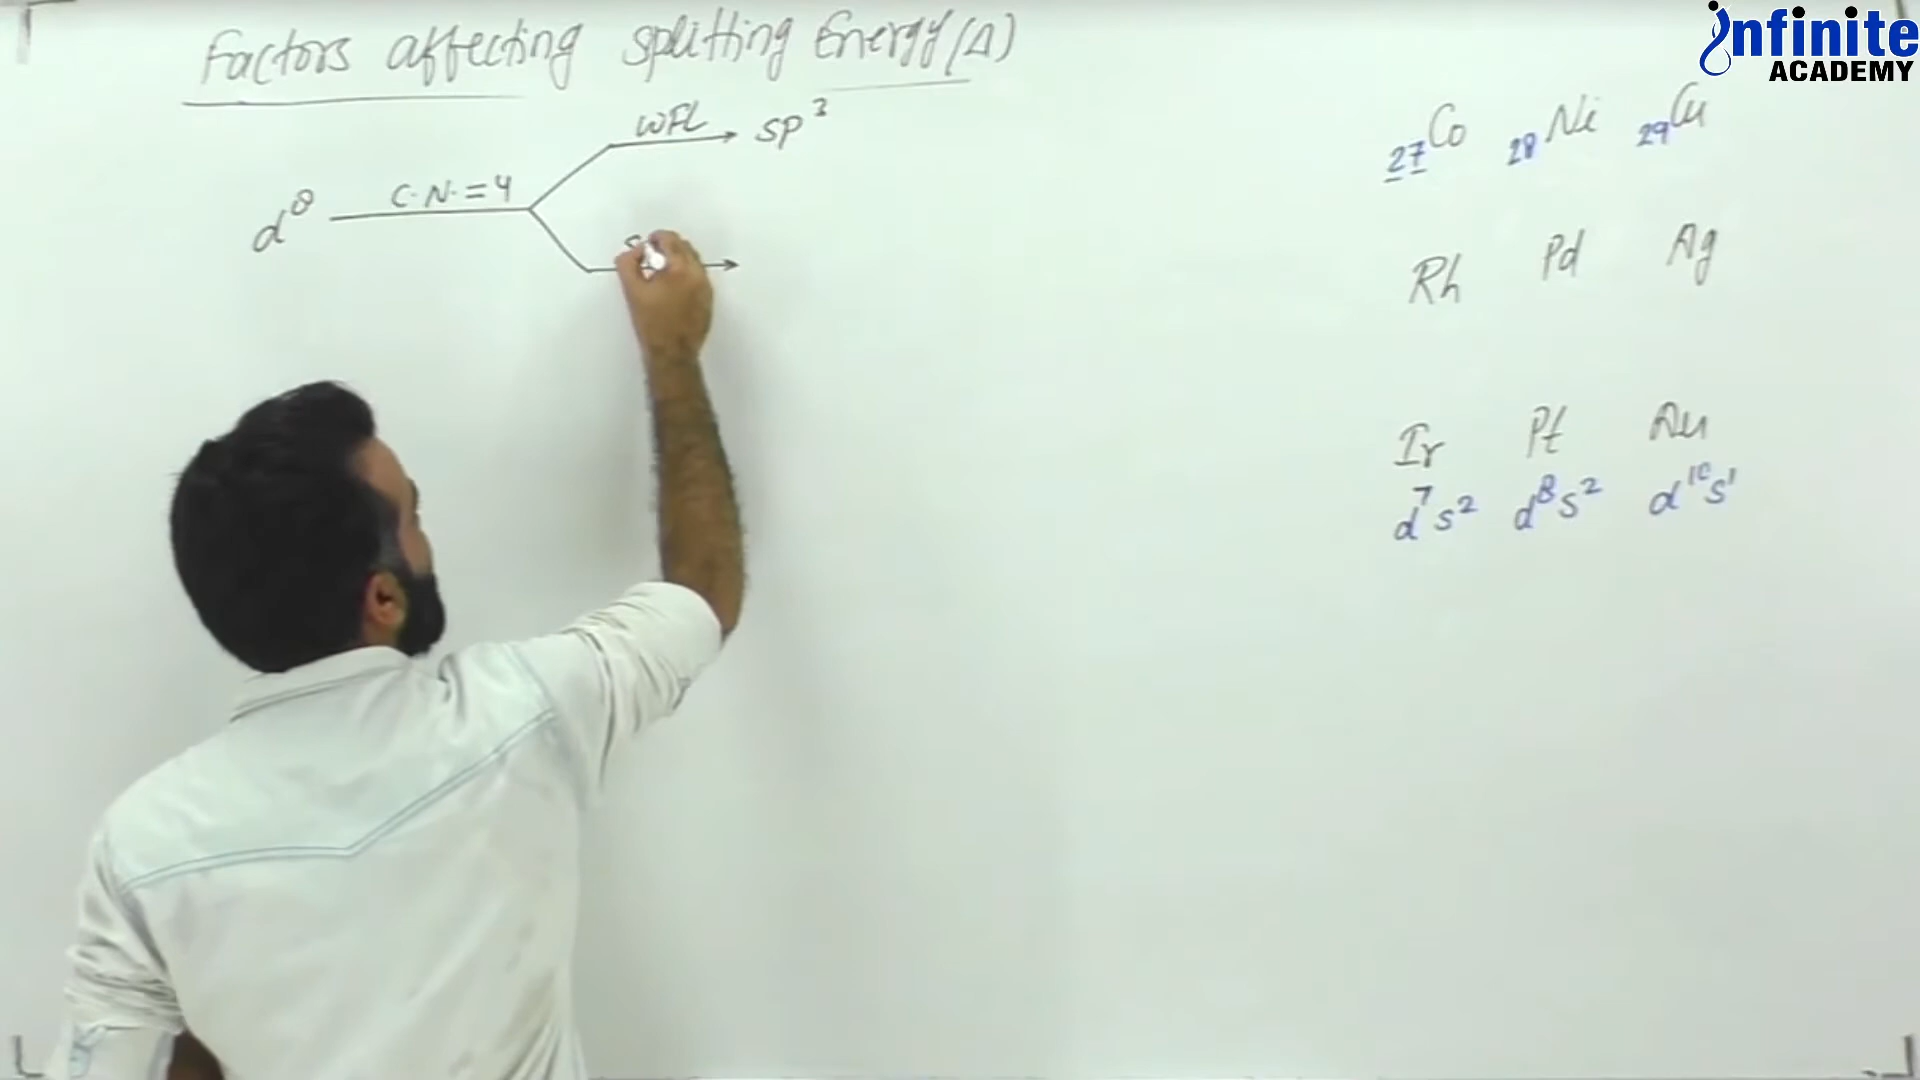 Factors affecting splitting Energy (Δ)
WFL sp³
d⁸ C.N.=4
S
infinite
ACADEMY
₂₇Co ₂₈Ni ₂₉Cu
Rh Pd Ag
Ir Pt Au
d⁷s² d⁸s² d¹⁰s¹